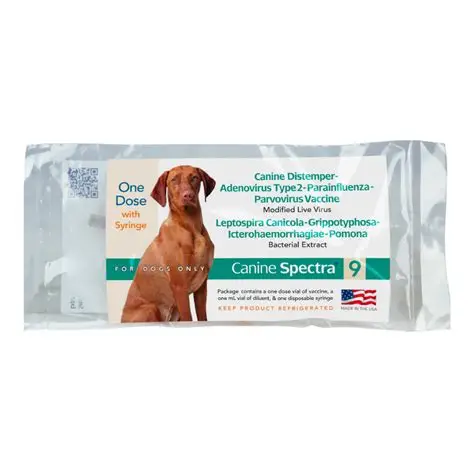 One
Dose
with
Syringe
Canine Distemper-
Adenovirus Type 2-Parainfluenza-
Parvovirus Vaccine
Modified Live Virus
Leptospira Canicola-Grippotyphosa-
Icterohaemorrhagiae-Pomona
Bacterial Extract
FOR DOGS ONLY
Canine Spectra 9
Package contains a one dose vial of vaccine, a
one mL vial of diluent, & one disposable syringe
KEEP PRODUCT REFRIGERATED
MADE IN THE USA